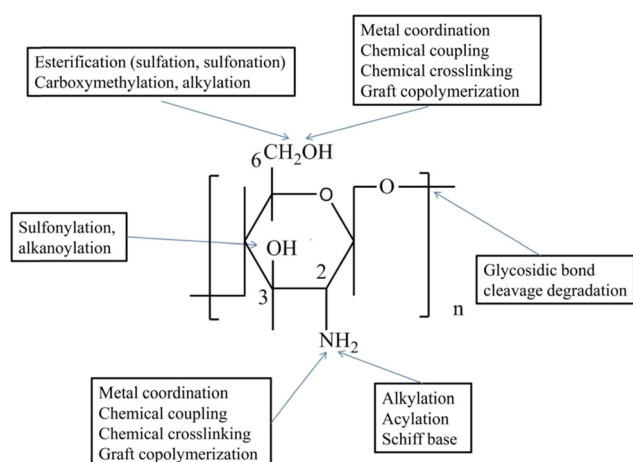 Esterification (sulfation, sulfonation)
Carboxymethylation, alkylation
Metal coordination
Chemical coupling
Chemical crosslinking
Graft copolymerization
6
CH₂OH
O
O
Sulfonylation,
alkanoylation
OH
2
3
Glycosidic bond
cleavage degradation
n
NH₂
Metal coordination
Chemical coupling
Chemical crosslinking
Graft copolymerization
Alkylation
Acylation
Schiff base